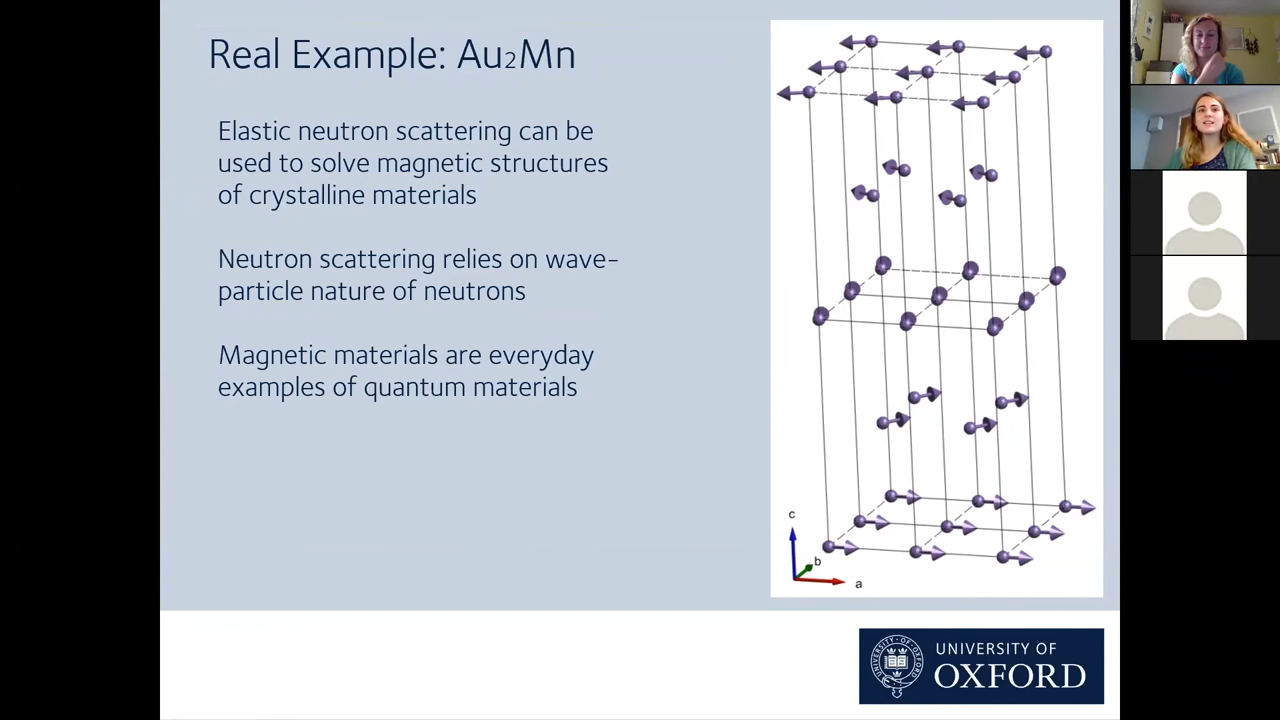 Real Example: Au₂Mn
Elastic neutron scattering can be
used to solve magnetic structures
of crystalline materials
Neutron scattering relies on wave-
particle nature of neutrons
Magnetic materials are everyday
examples of quantum materials
c
b
a
UNIVERSITY OF
OXFORD